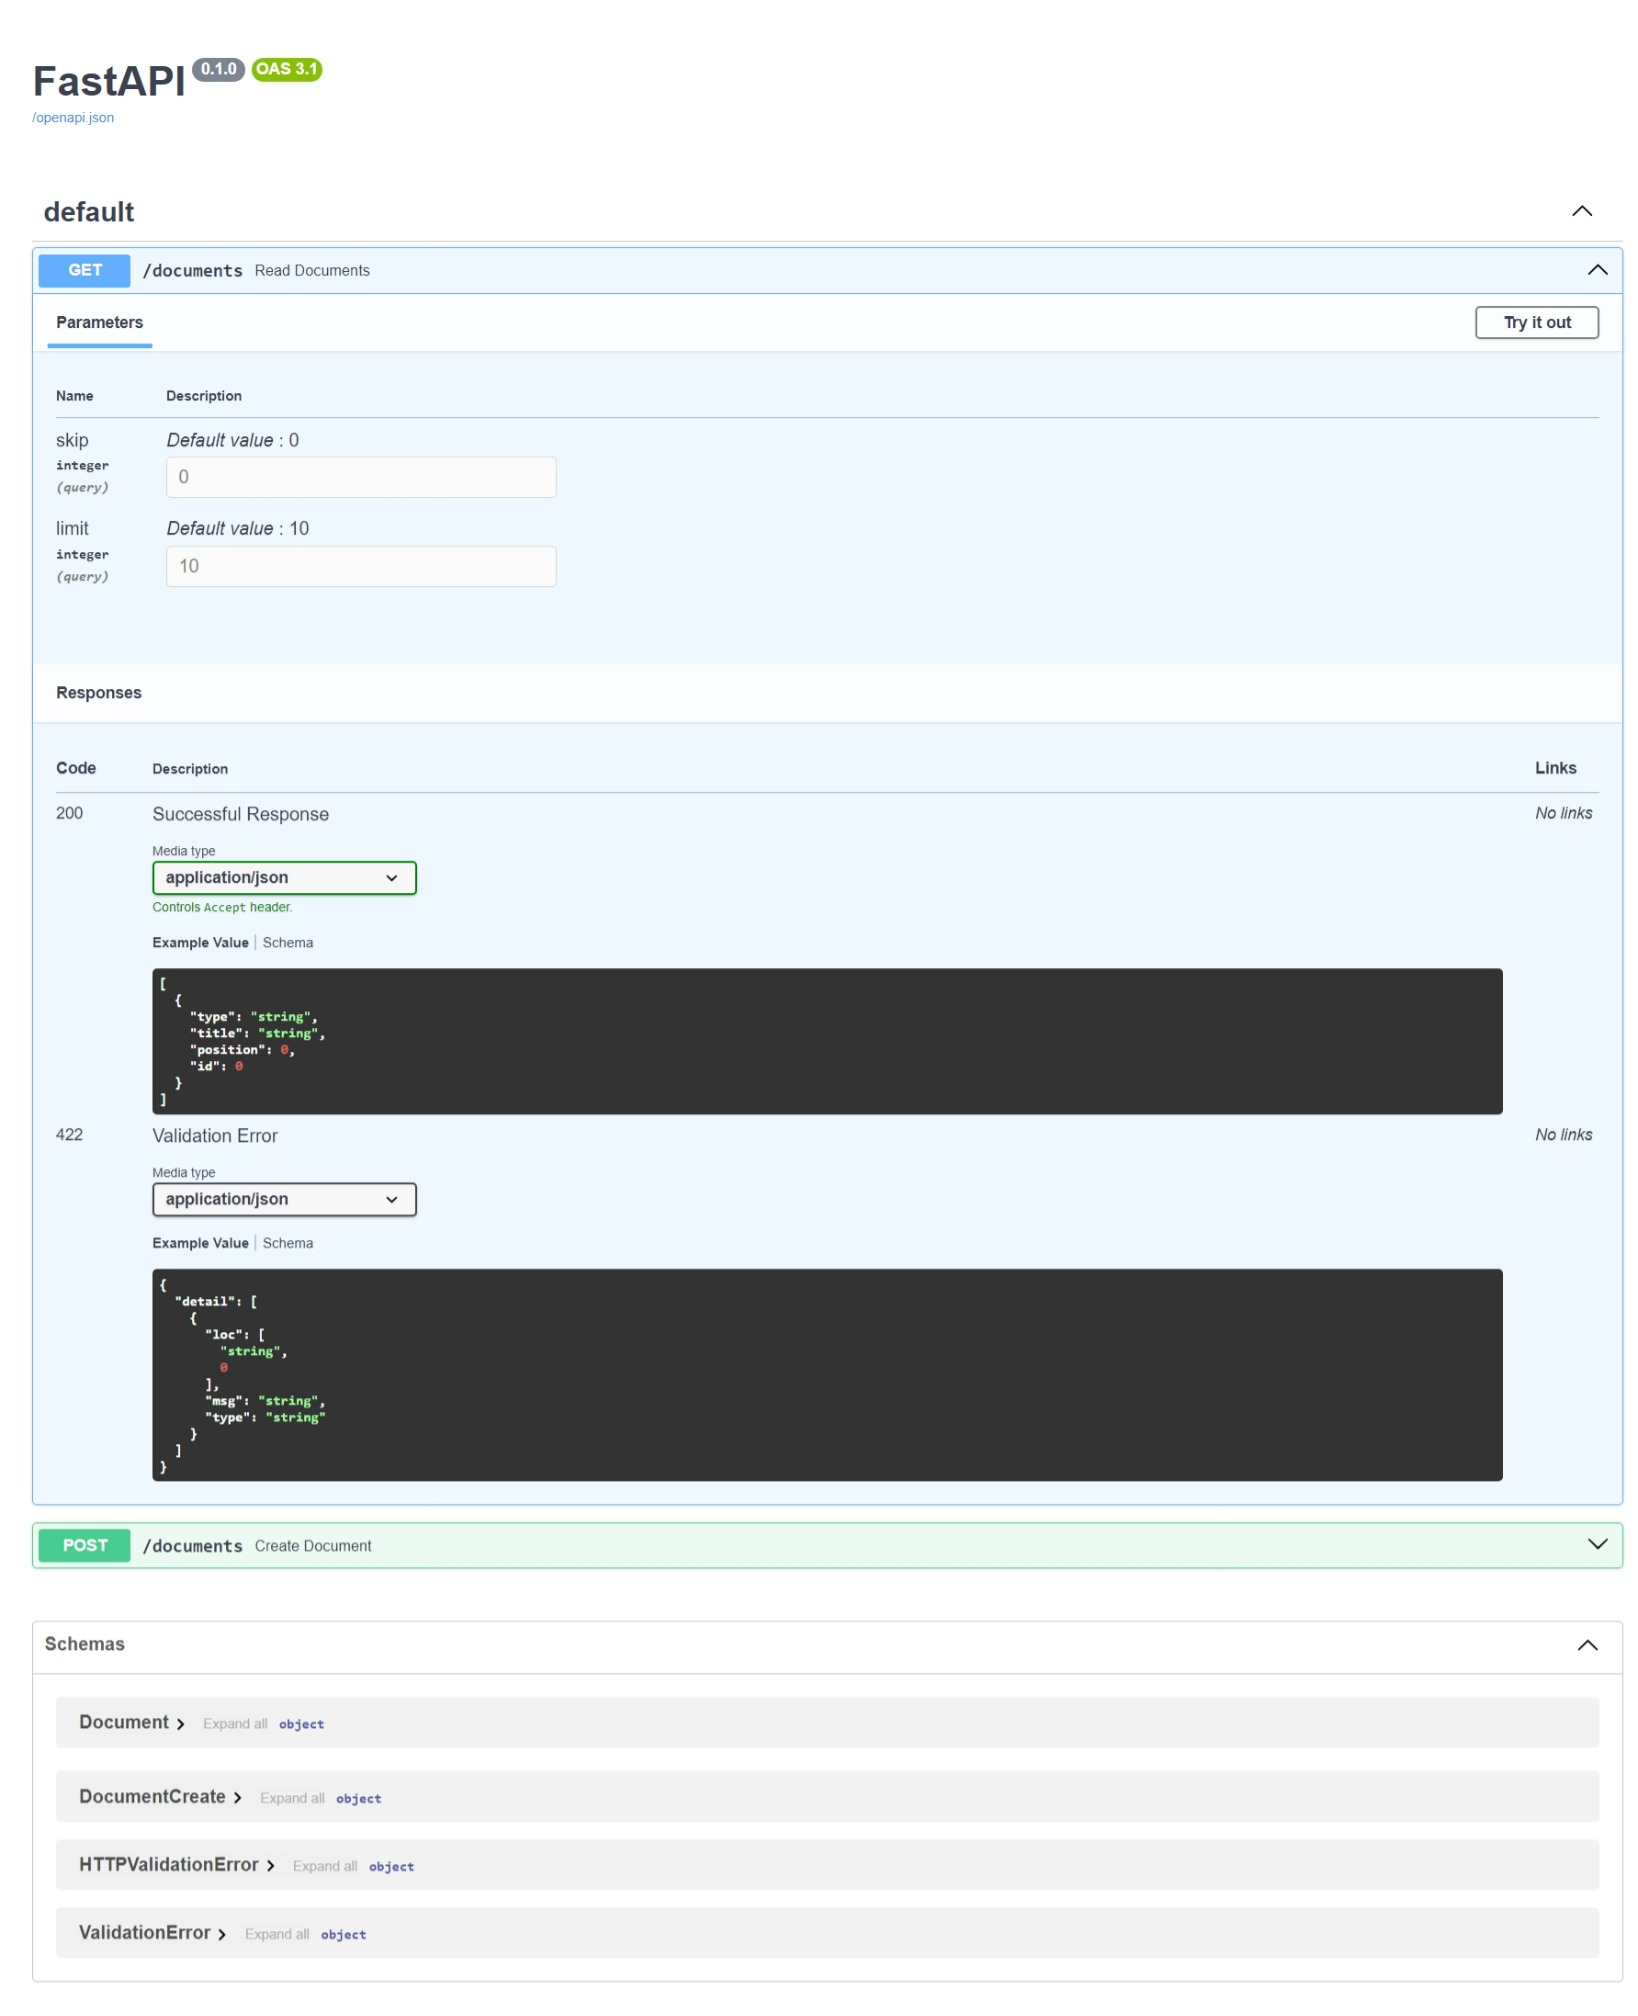 FastAPI 0.1.0 OAS 3.1
/openapi.json
default
GET /documents Read Documents
Parameters
Try it out
Name Description
skip
integer
(query)
Default value : 0
0
limit
integer
(query)
Default value : 10
10
Responses
Code Description Links
200 Successful Response No links
Media type
application/json
Controls Accept header.
Example Value | Schema
[
  {
    "type": "string",
    "title": "string",
    "position": 0,
    "id": 0
  }
]
422 Validation Error No links
Media type
application/json
Example Value | Schema
{
  "detail": [
    {
      "loc": [
        "string",
        0
      ],
      "msg": "string",
      "type": "string"
    }
  ]
}
POST /documents Create Document
Schemas
Document Expand all object
DocumentCreate Expand all object
HTTPValidationError Expand all object
ValidationError Expand all object